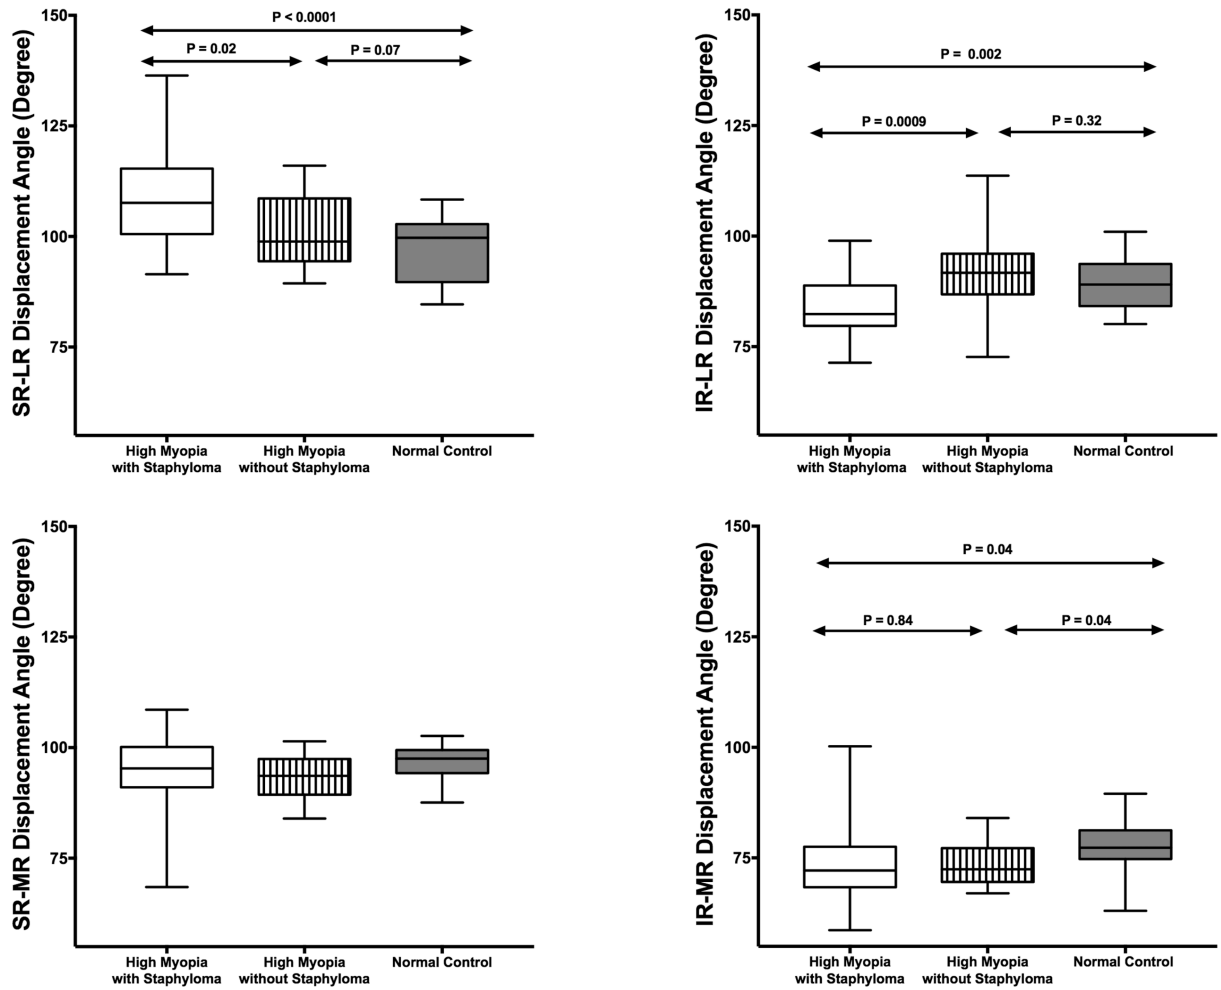 SR-LR Displacement Angle (Degree)
150
125
100
75
P < 0.0001
P = 0.02
P = 0.07
High Myopia
with Staphyloma
High Myopia
without Staphyloma
Normal Control
IR-LR Displacement Angle (Degree)
150
125
100
75
P = 0.002
P = 0.0009
P = 0.32
High Myopia
with Staphyloma
High Myopia
without Staphyloma
Normal Control
SR-MR Displacement Angle (Degree)
150
125
100
75
High Myopia
with Staphyloma
High Myopia
without Staphyloma
Normal Control
IR-MR Displacement Angle (Degree)
150
125
100
75
P = 0.04
P = 0.84
P = 0.04
High Myopia
with Staphyloma
High Myopia
without Staphyloma
Normal Control